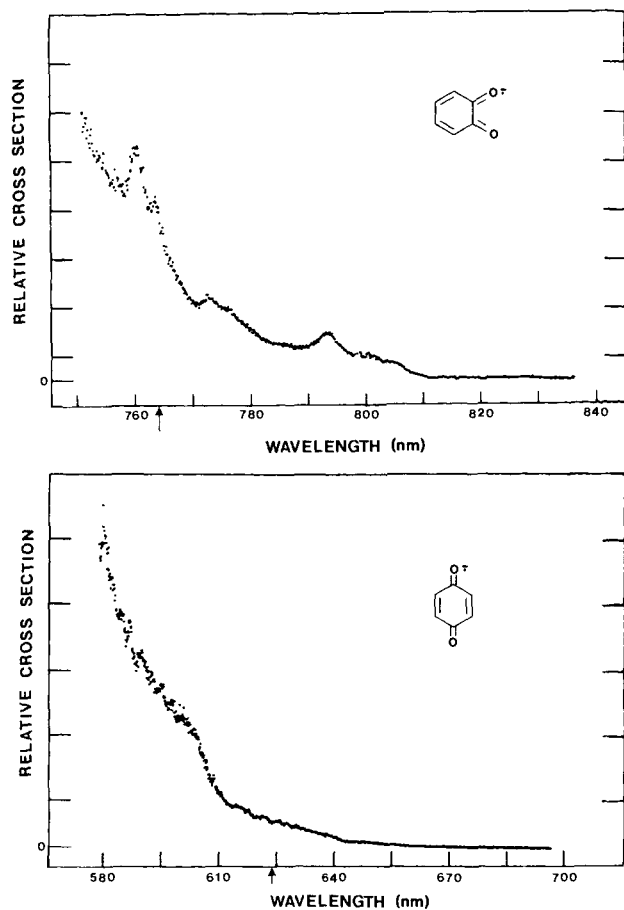 RELATIVE CROSS SECTION
O⨪
O
0
760 780 800 820 840
WAVELENGTH (nm)
RELATIVE CROSS SECTION
O⨪
O
0
580 610 640 670 700
WAVELENGTH (nm)